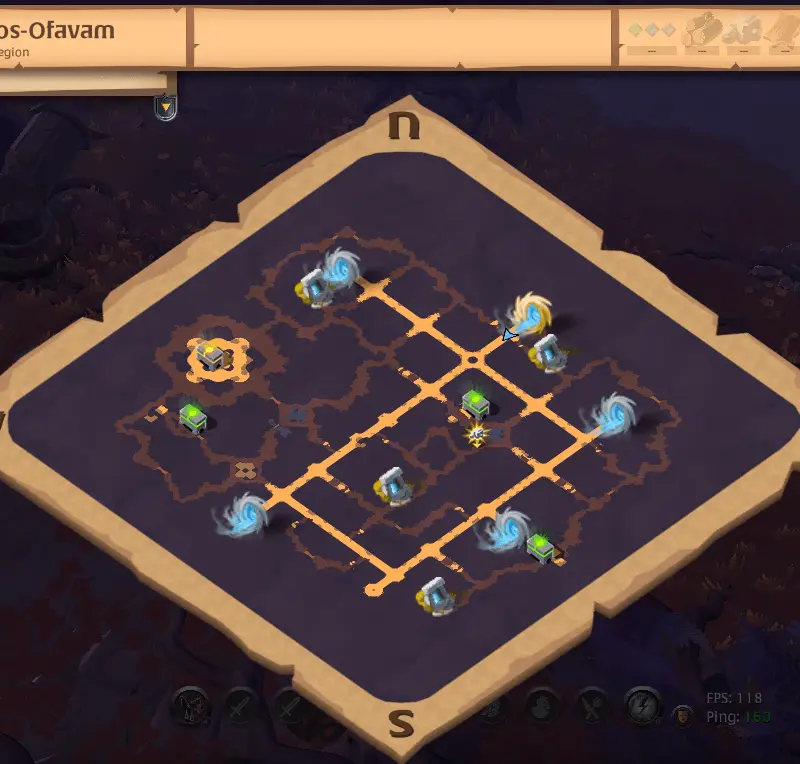 os-Ofavam
egion
--- --- --- ---
n
s
FPS: 118
Ping: 160